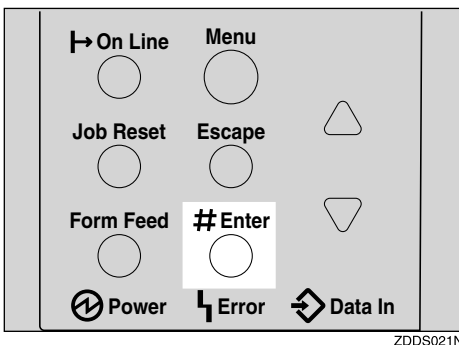 On Line Menu
Job Reset Escape
Form Feed # Enter
Power Error Data In
ZDDS021N